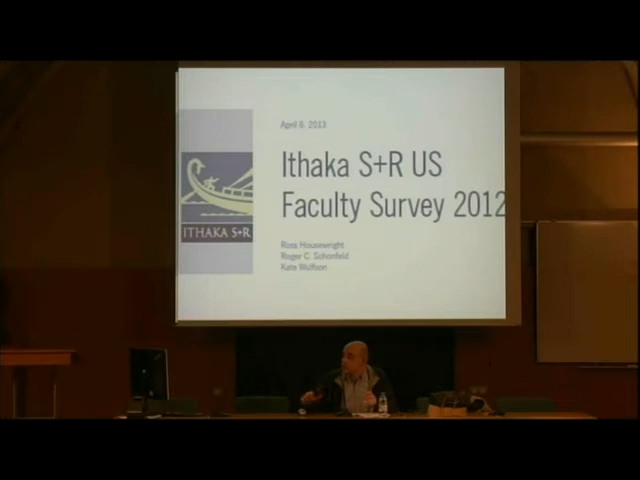 April 6, 2013
Ithaka S+R US
Faculty Survey 2012
Ross Housewright
Roger C. Schonfeld
Kate Wulfson
ITHAKA S+R